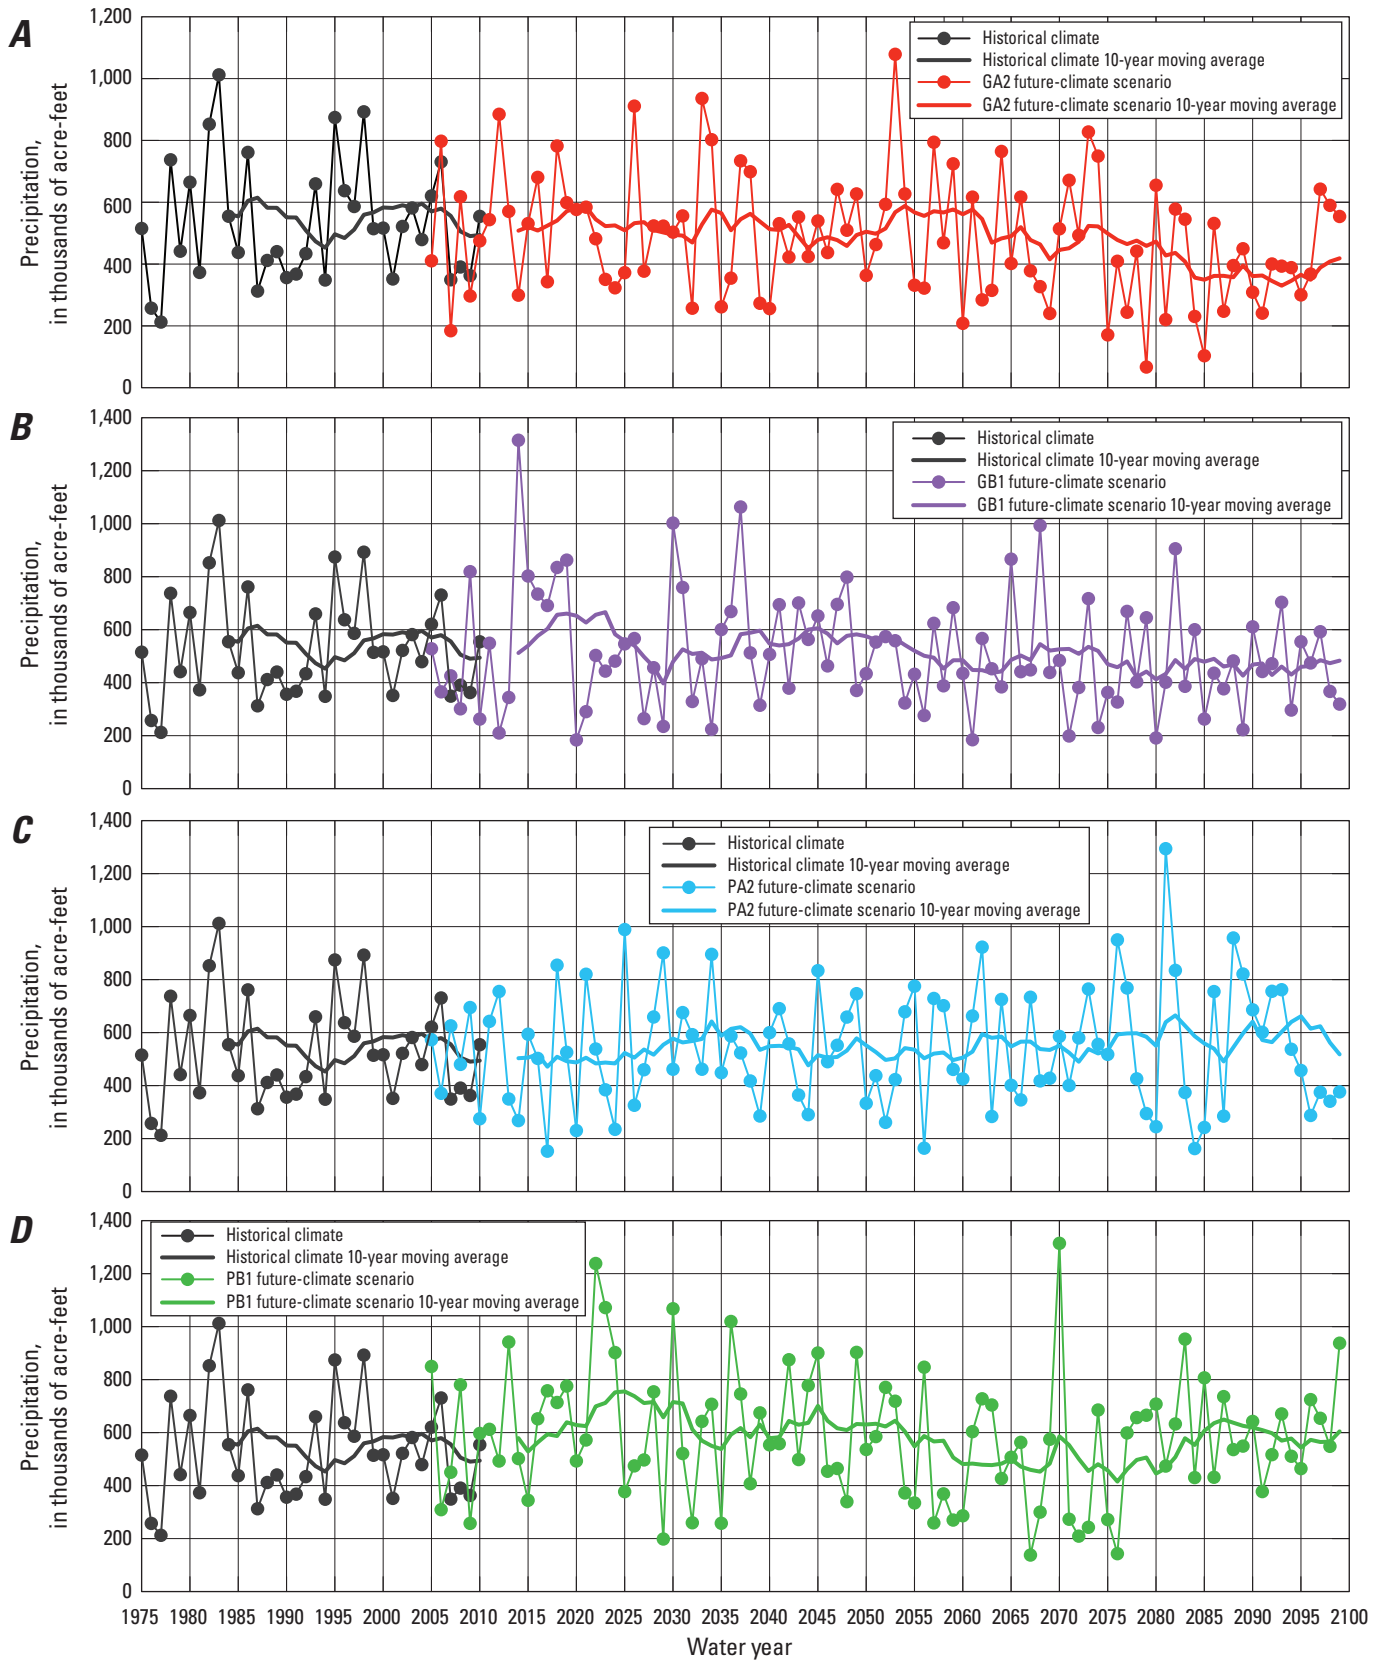 A
Precipitation,
in thousands of acre-feet
1,200
1,000
800
600
400
200
0
Historical climate
Historical climate 10-year moving average
GA2 future-climate scenario
GA2 future-climate scenario 10-year moving average
B
Precipitation,
in thousands of acre-feet
1,400
1,200
1,000
800
600
400
200
0
Historical climate
Historical climate 10-year moving average
GB1 future-climate scenario
GB1 future-climate scenario 10-year moving average
C
Precipitation,
in thousands of acre-feet
1,400
1,200
1,000
800
600
400
200
0
Historical climate
Historical climate 10-year moving average
PA2 future-climate scenario
PA2 future-climate scenario 10-year moving average
D
Precipitation,
in thousands of acre-feet
1,400
1,200
1,000
800
600
400
200
0
Historical climate
Historical climate 10-year moving average
PB1 future-climate scenario
PB1 future-climate scenario 10-year moving average
1975 1980 1985 1990 1995 2000 2005 2010 2015 2020 2025 2030 2035 2040 2045 2050 2055 2060 2065 2070 2075 2080 2085 2090 2095 2100
Water year